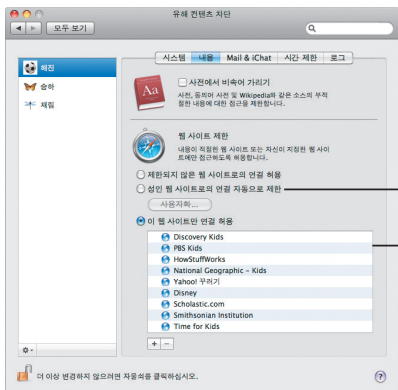 유해 컨텐츠 차단
모두 보기
해진
승하
채림
시스템 내용 Mail & iChat 시간 제한 로그
사전에서 비속어 가리기
사전, 동의어 사전 및 Wikipedia와 같은 소스의 부적
절한 내용에 대한 접근을 제한합니다.
웹 사이트 제한
내용이 적절한 웹 사이트 또는 자신이 지정한 웹 사이
트에만 접근하도록 허용합니다.
제한되지 않은 웹 사이트로의 연결 허용
성인 웹 사이트로의 연결 자동으로 제한
사용자화...
이 웹 사이트만 연결 허용
Discovery Kids
PBS Kids
HowStuffWorks
National Geographic - Kids
Yahoo! 꾸러기
Disney
Scholastic.com
Smithsonian Institution
Time for Kids
더 이상 변경하지 않으려면 자물쇠를 클릭하십시오.